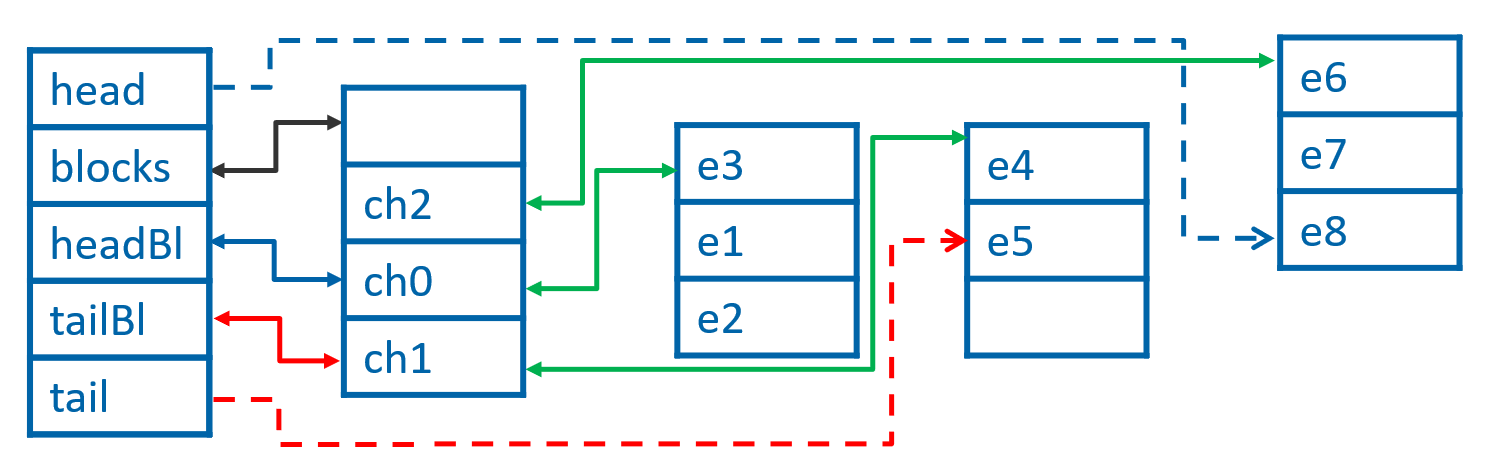 head
blocks
headBl
tailBl
tail
ch2
ch0
ch1
e3
e1
e2
e4
e5
e6
e7
e8